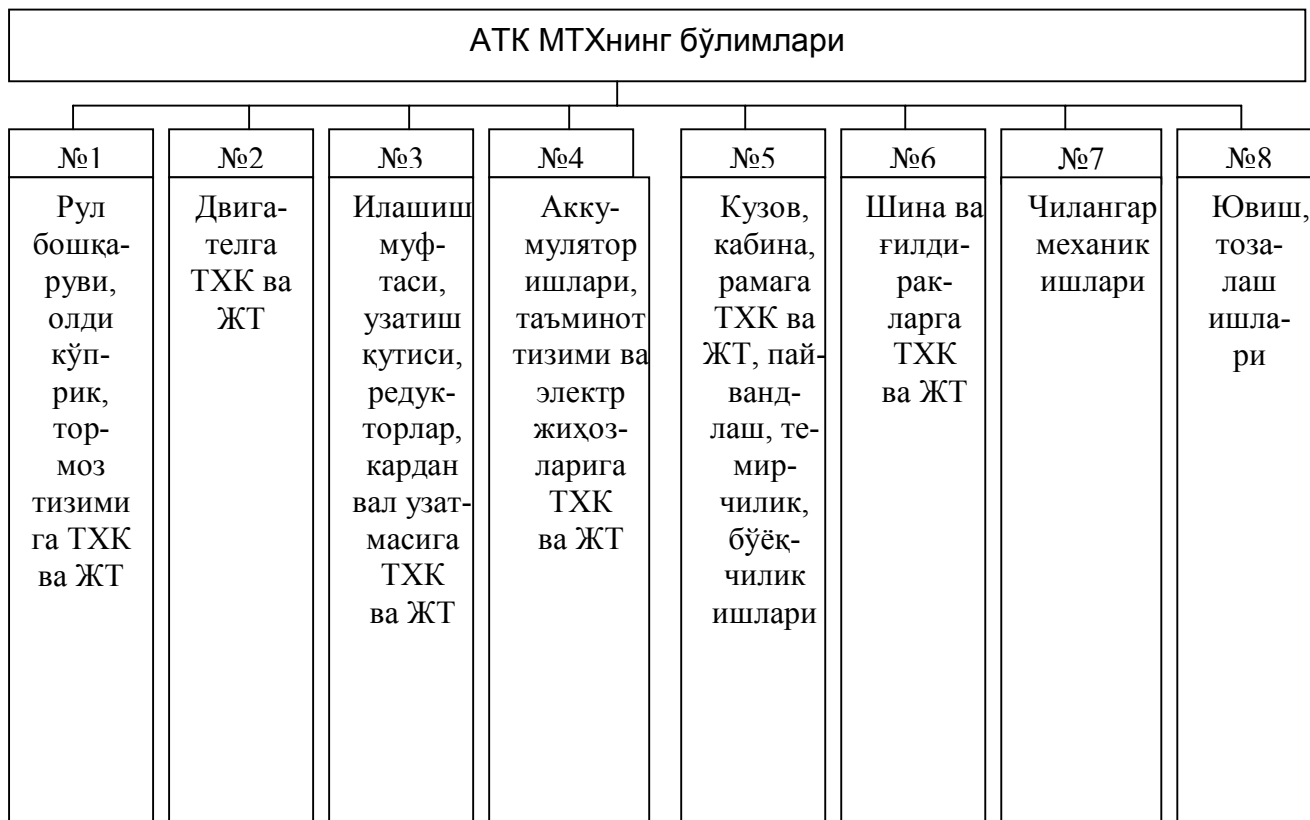 АТК МТХнинг бўлимлари
№1
№2
№3
№4
№5
№6
№7
№8
Рул
бошқа-
руви,
олди
кўп-
рик,
тор-
моз
тизими
га ТХК
ва ЖТ
Двига-
телга
ТХК ва
ЖТ
Илашиш
муф-
таси,
узатиш
қутиси,
редук-
торлар,
кардан
вал узат-
масига
ТХК
ва ЖТ
Акку-
мулятор
ишлари,
таъминот
тизими ва
электр
жиҳоз-
ларига
ТХК
ва ЖТ
Кузов,
кабина,
рамага
ТХК ва
ЖТ, пай-
ванд-
лаш, те-
мир-
чилик,
бўёқ-
чилик
ишлари
Шина ва
ғилди-
рак-
ларга
ТХК
ва ЖТ
Чилангар
механик
ишлари
Ювиш,
тоза-
лаш
ишла-
ри